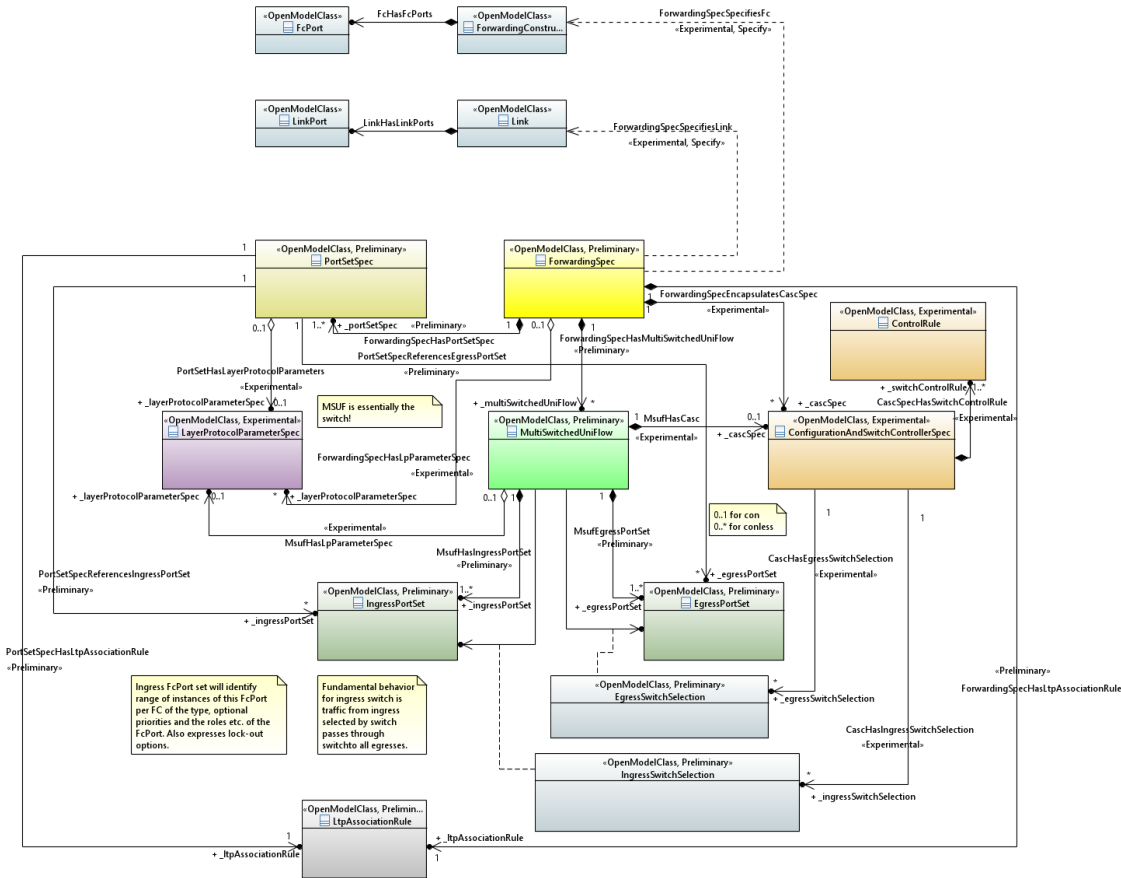 «OpenModelClass»
FcPort
FcHasFcPorts
«OpenModelClass»
ForwardingConstru...
ForwardingSpecSpecifiesFc
«Experimental, Specify»
«OpenModelClass»
LinkPort
LinkHasLinkPorts
«OpenModelClass»
Link
ForwardingSpecSpecifiesLink
«Experimental, Specify»
1
«OpenModelClass, Preliminary»
PortSetSpec
1
«OpenModelClass, Preliminary»
ForwardingSpec
ForwardingSpecEncapsulatesCascSpec
1
1
«Experimental»
«OpenModelClass, Experimental»
ControlRule
0..1
1
1..*
+ _portSetSpec
«Preliminary»
1
0..1
1
ForwardingSpecHasPortSetSpec
ForwardingSpecHasMultiSwitchedUniFlow
«Preliminary»
PortSetSpecReferencesEgressPortSet
«Preliminary»
PortSetHasLayerProtocolParameters
«Experimental»
+ _layerProtocolParameterSpec
0..1
MSUF is essentially the
switch!
+ _multiSwitchedUniFlow
*
*
+ _cascSpec
+ _switchControlRule
1..*
CascSpecHasSwitchControlRule
«Experimental»
«OpenModelClass, Experimental»
LayerProtocolParameterSpec
«OpenModelClass, Preliminary»
MultiSwitchedUniFlow
1
MsufHasCasc
«Experimental»
0..1
+ _cascSpec
«OpenModelClass, Experimental»
ConfigurationAndSwitchControllerSpec
ForwardingSpecHasLpParameterSpec
«Experimental»
+ _layerProtocolParameterSpec
0..1
*
+ _layerProtocolParameterSpec
0..1
1
1
«Experimental»
MsufHasLpParameterSpec
0..1 for con
0..* for conless
1
1
MsufEgressPortSet
«Preliminary»
MsufHasIngressPortSet
«Preliminary»
CascHasEgressSwitchSelection
«Experimental»
PortSetSpecReferencesIngressPortSet
«Preliminary»
*
+ _ingressPortSet
«OpenModelClass, Preliminary»
IngressPortSet
1..*
+ _ingressPortSet
*
+ _egressPortSet
1..*
+ _egressPortSet
«OpenModelClass, Preliminary»
EgressPortSet
PortSetSpecHasLtpAssociationRule
«Preliminary»
«Preliminary»
ForwardingSpecHasLtpAssociationRule
Ingress FcPort set will identify
range of instances of this FcPort
per FC of the type, optional
priorities and the roles etc. of the
FcPort. Also expresses lock-out
options.
Fundamental behavior
for ingress switch is
traffic from ingress
selected by switch
passes through
switchto all egresses.
«OpenModelClass, Preliminary»
EgressSwitchSelection
*
+ _egressSwitchSelection
CascHasIngressSwitchSelection
«Experimental»
«OpenModelClass, Preliminary»
IngressSwitchSelection
*
+ _ingressSwitchSelection
1
+ _ltpAssociationRule
«OpenModelClass, Prelimin...
LtpAssociationRule
+ _ltpAssociationRule
1